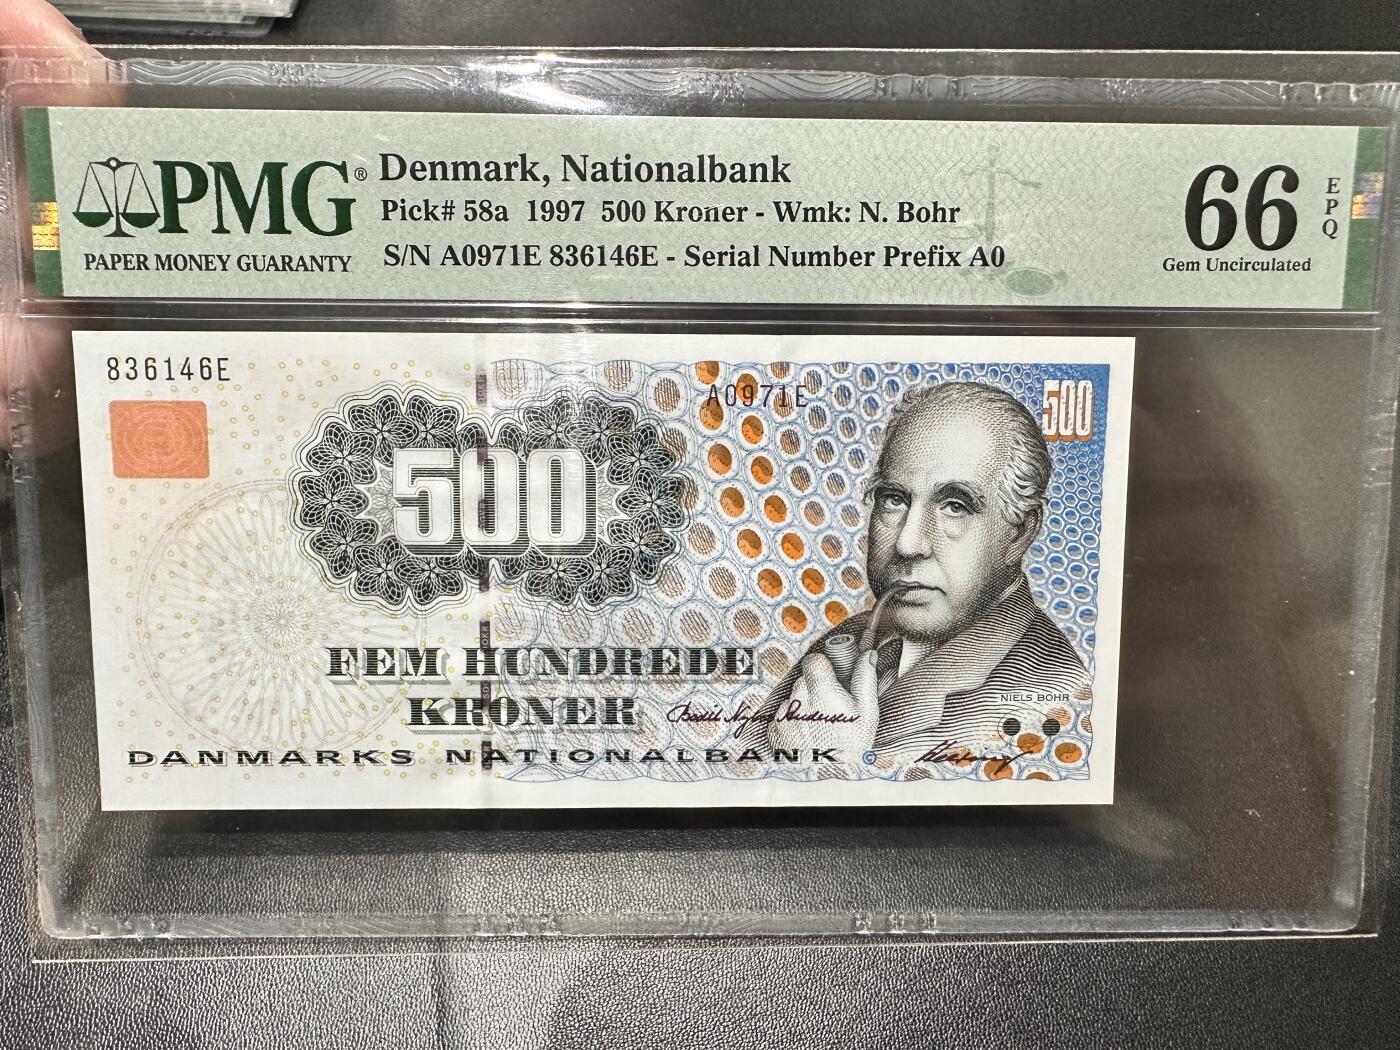 PMG®
PAPER MONEY GUARANTY
Denmark, Nationalbank
Pick# 58a 1997 500 Kroner - Wmk: N. Bohr
S/N A0971E 836146E - Serial Number Prefix A0
66
EPQ
Gem Uncirculated
836146E
A0971E
500
500
FEM HUNDREDE
KRONER
NIELS BOHR
DANMARKS NATIONALBANK